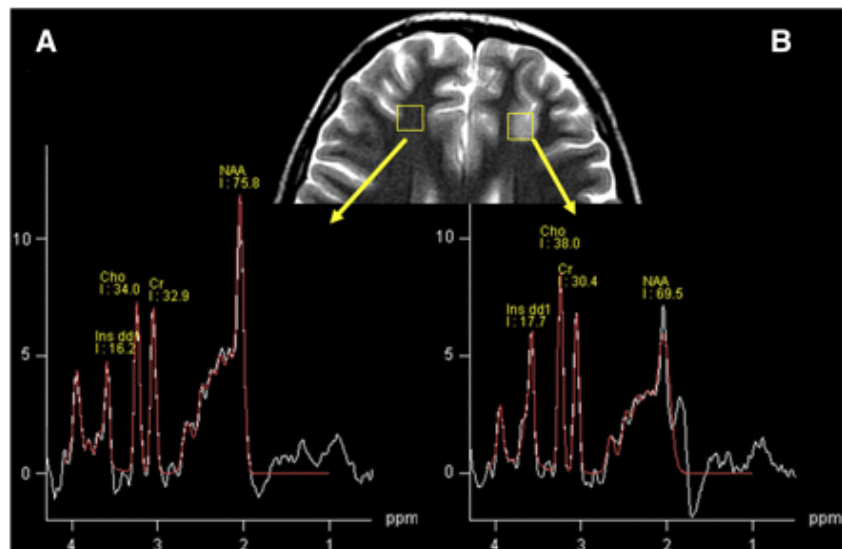 A
B
NAA
I : 75.8
Cho
I : 34.0
Cr
I : 32.9
Ins dd1
I : 16.2
10
5
0
4
3
2
1
ppm
Cho
I : 38.0
Cr
I : 30.4
NAA
I : 69.5
Ins dd1
I : 17.7
10
5
0
4
3
2
1
ppm